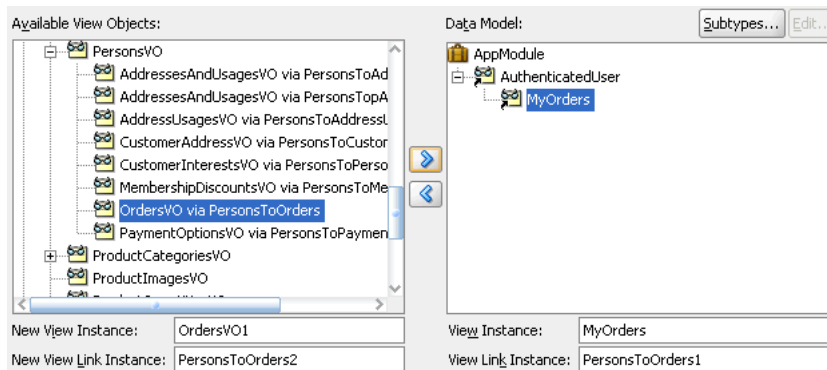 Available View Objects:
PersonsVO
AddressesAndUsagesVO via PersonsToAd
AddressesAndUsagesVO via PersonsTopA
AddressUsagesVO via PersonsToAddressU
CustomerAddressVO via PersonsToCustor
CustomerInterestsVO via PersonsToPerso
MembershipDiscountsVO via PersonsToMe
OrdersVO via PersonsToOrders
PaymentOptionsVO via PersonsToPaymen
ProductCategoriesVO
ProductImagesVO
New View Instance: OrdersVO1
New View Link Instance: PersonsToOrders2
Data Model: Subtypes... Edit...
AppModule
AuthenticatedUser
MyOrders
View Instance: MyOrders
View Link Instance: PersonsToOrders1